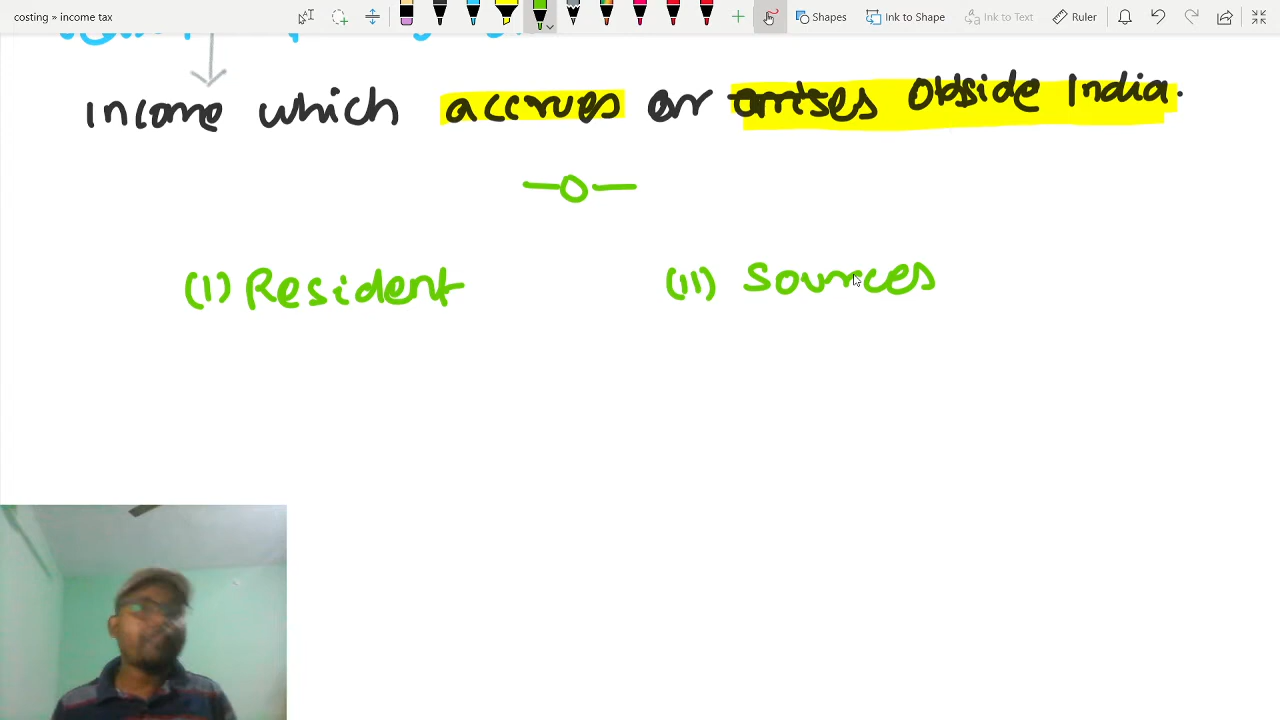 costing » income tax
Shapes Ink to Shape Ink to Text Ruler
Income which accrues or arises Outside India.
(I) Resident (II) Sources